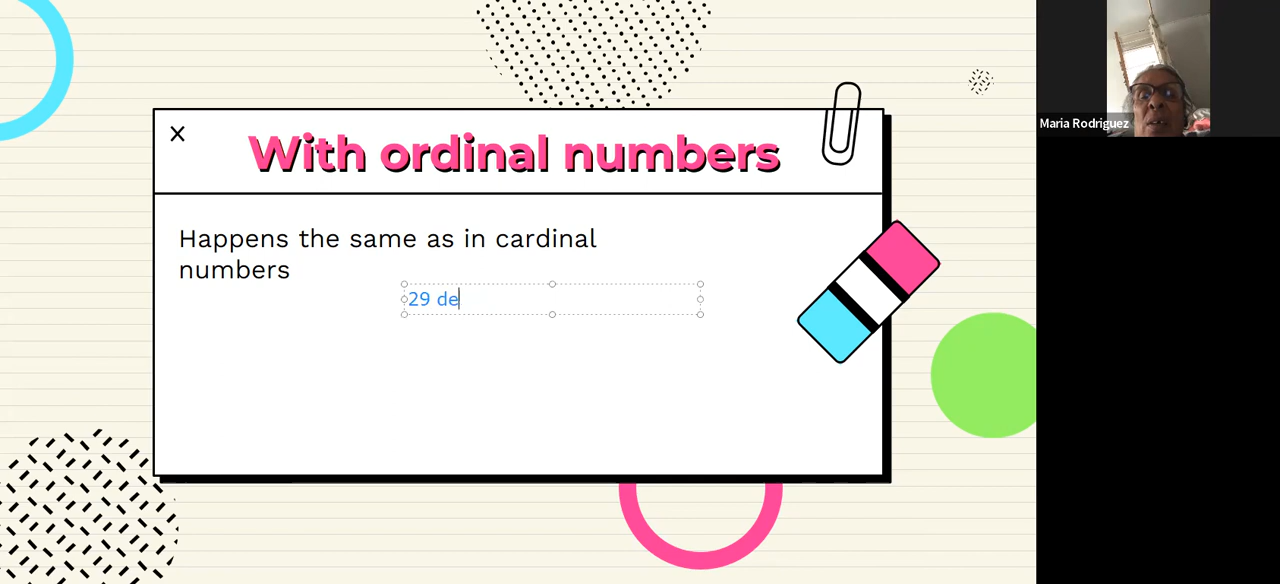 With ordinal numbers
Happens the same as in cardinal
numbers
29 de
Maria Rodriguez